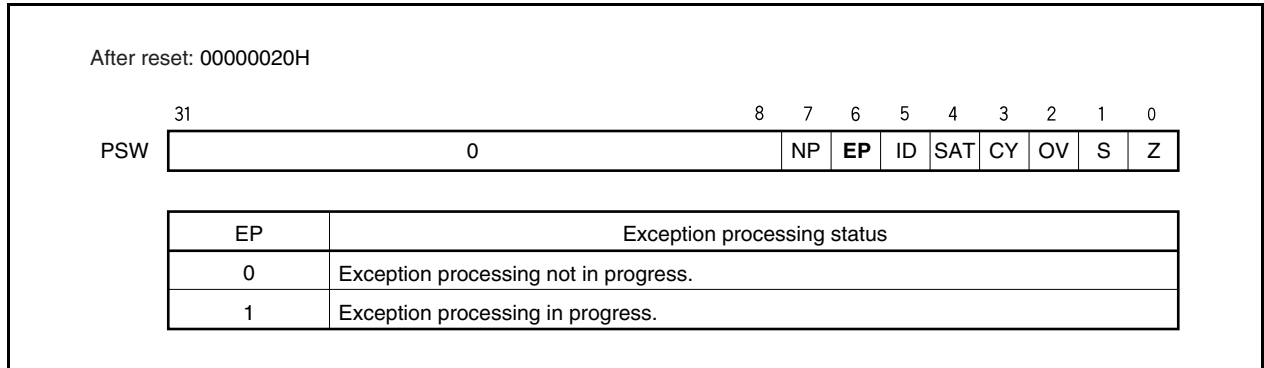 After reset: 00000020H
31 8 7 6 5 4 3 2 1 0
PSW 0 NP EP ID SAT CY OV S Z
EP Exception processing status
0 Exception processing not in progress.
1 Exception processing in progress.